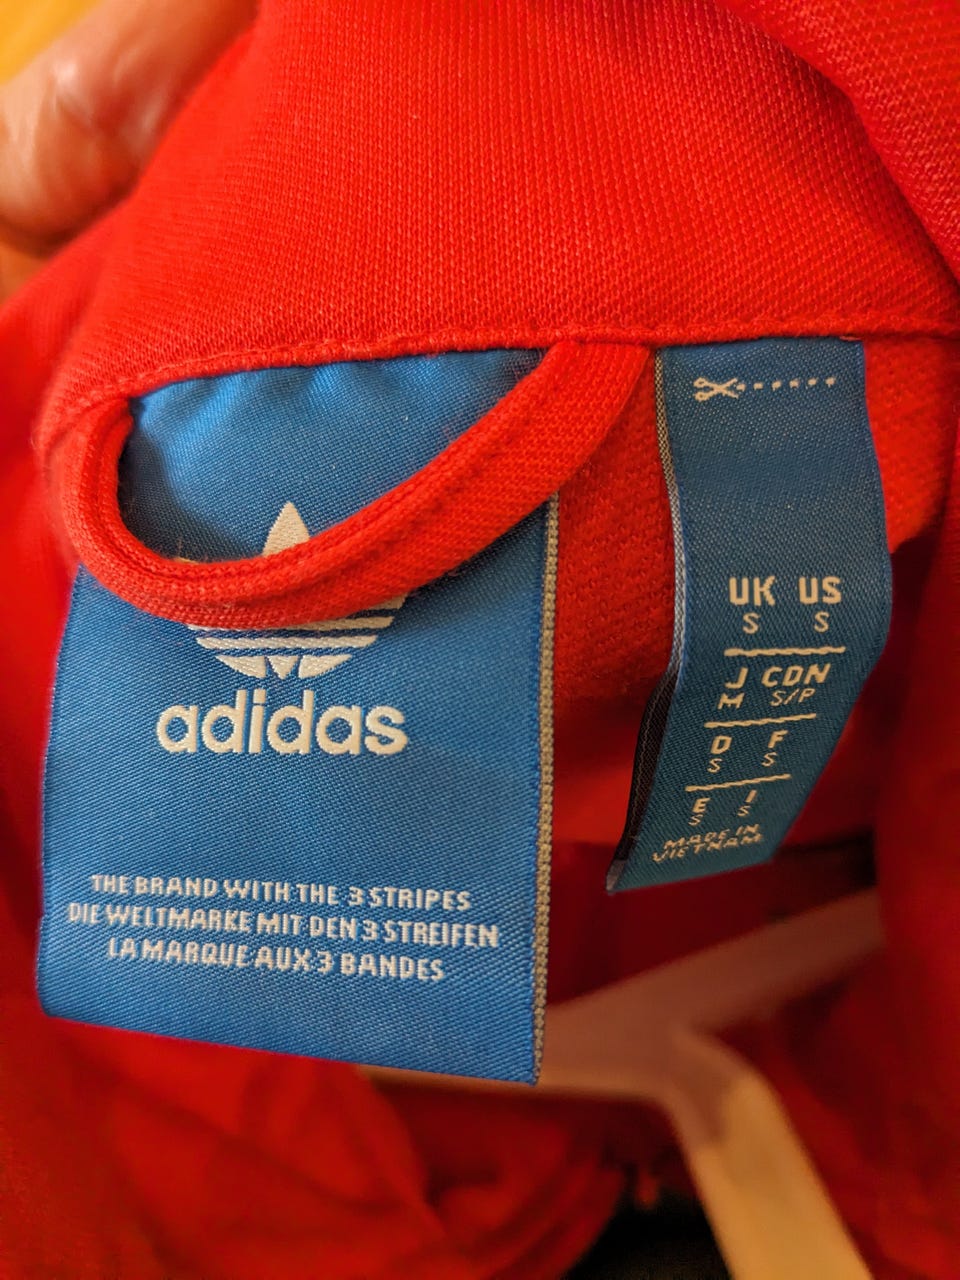 adidas
THE BRAND WITH THE 3 STRIPES
DIE WELTMARKE MIT DEN 3 STREIFEN
LA MARQUE AUX 3 BANDES
UK US
S S
J CDN
M S/P
D F
S S
E I
S S
MADE IN
VIETNAM